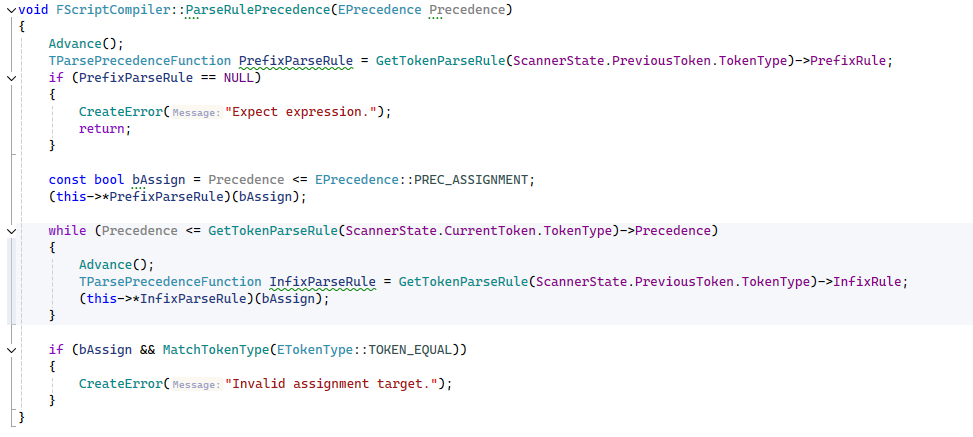 void FScriptCompiler::ParseRulePrecedence(EPrecedence Precedence)
{
    Advance();
    TParsePrecedenceFunction PrefixParseRule = GetTokenParseRule(ScannerState.PreviousToken.TokenType)->PrefixRule;
    if (PrefixParseRule == NULL)
    {
        CreateError( Message: "Expect expression.");
        return;
    }

    const bool bAssign = Precedence <= EPrecedence::PREC_ASSIGNMENT;
    (this->*PrefixParseRule)(bAssign);

    while (Precedence <= GetTokenParseRule(ScannerState.CurrentToken.TokenType)->Precedence)
    {
        Advance();
        TParsePrecedenceFunction InfixParseRule = GetTokenParseRule(ScannerState.PreviousToken.TokenType)->InfixRule;
        (this->*InfixParseRule)(bAssign);
    }

    if (bAssign && MatchTokenType(ETokenType::TOKEN_EQUAL))
    {
        CreateError( Message: "Invalid assignment target.");
    }
}